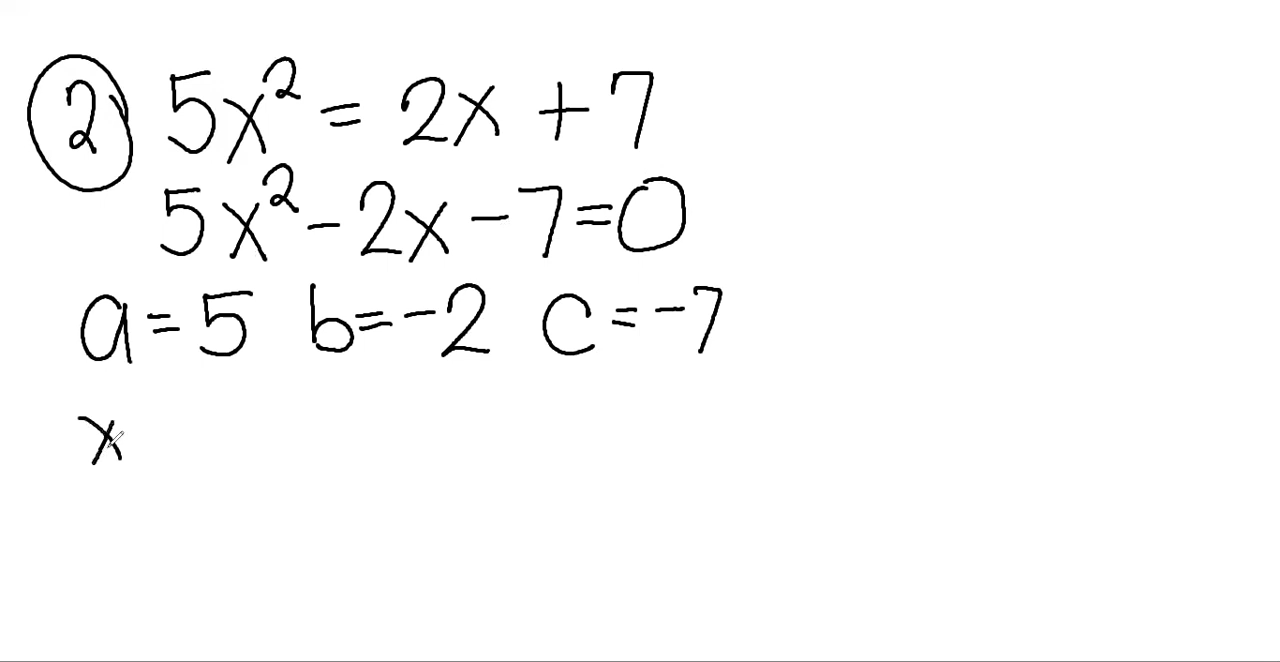 2) 5x² = 2x + 7
5x² - 2x - 7 = 0
a = 5 b = -2 c = -7
x